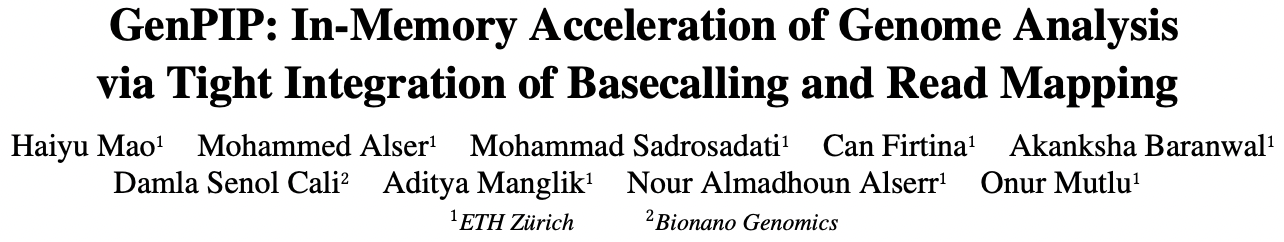 GenPIP: In-Memory Acceleration of Genome Analysis
via Tight Integration of Basecalling and Read Mapping
Haiyu Mao¹ Mohammed Alser¹ Mohammad Sadrosadati¹ Can Firtina¹ Akanksha Baranwal¹
Damla Senol Cali² Aditya Manglik¹ Nour Almadhoun Alserr¹ Onur Mutlu¹
¹ETH Zürich ²Bionano Genomics